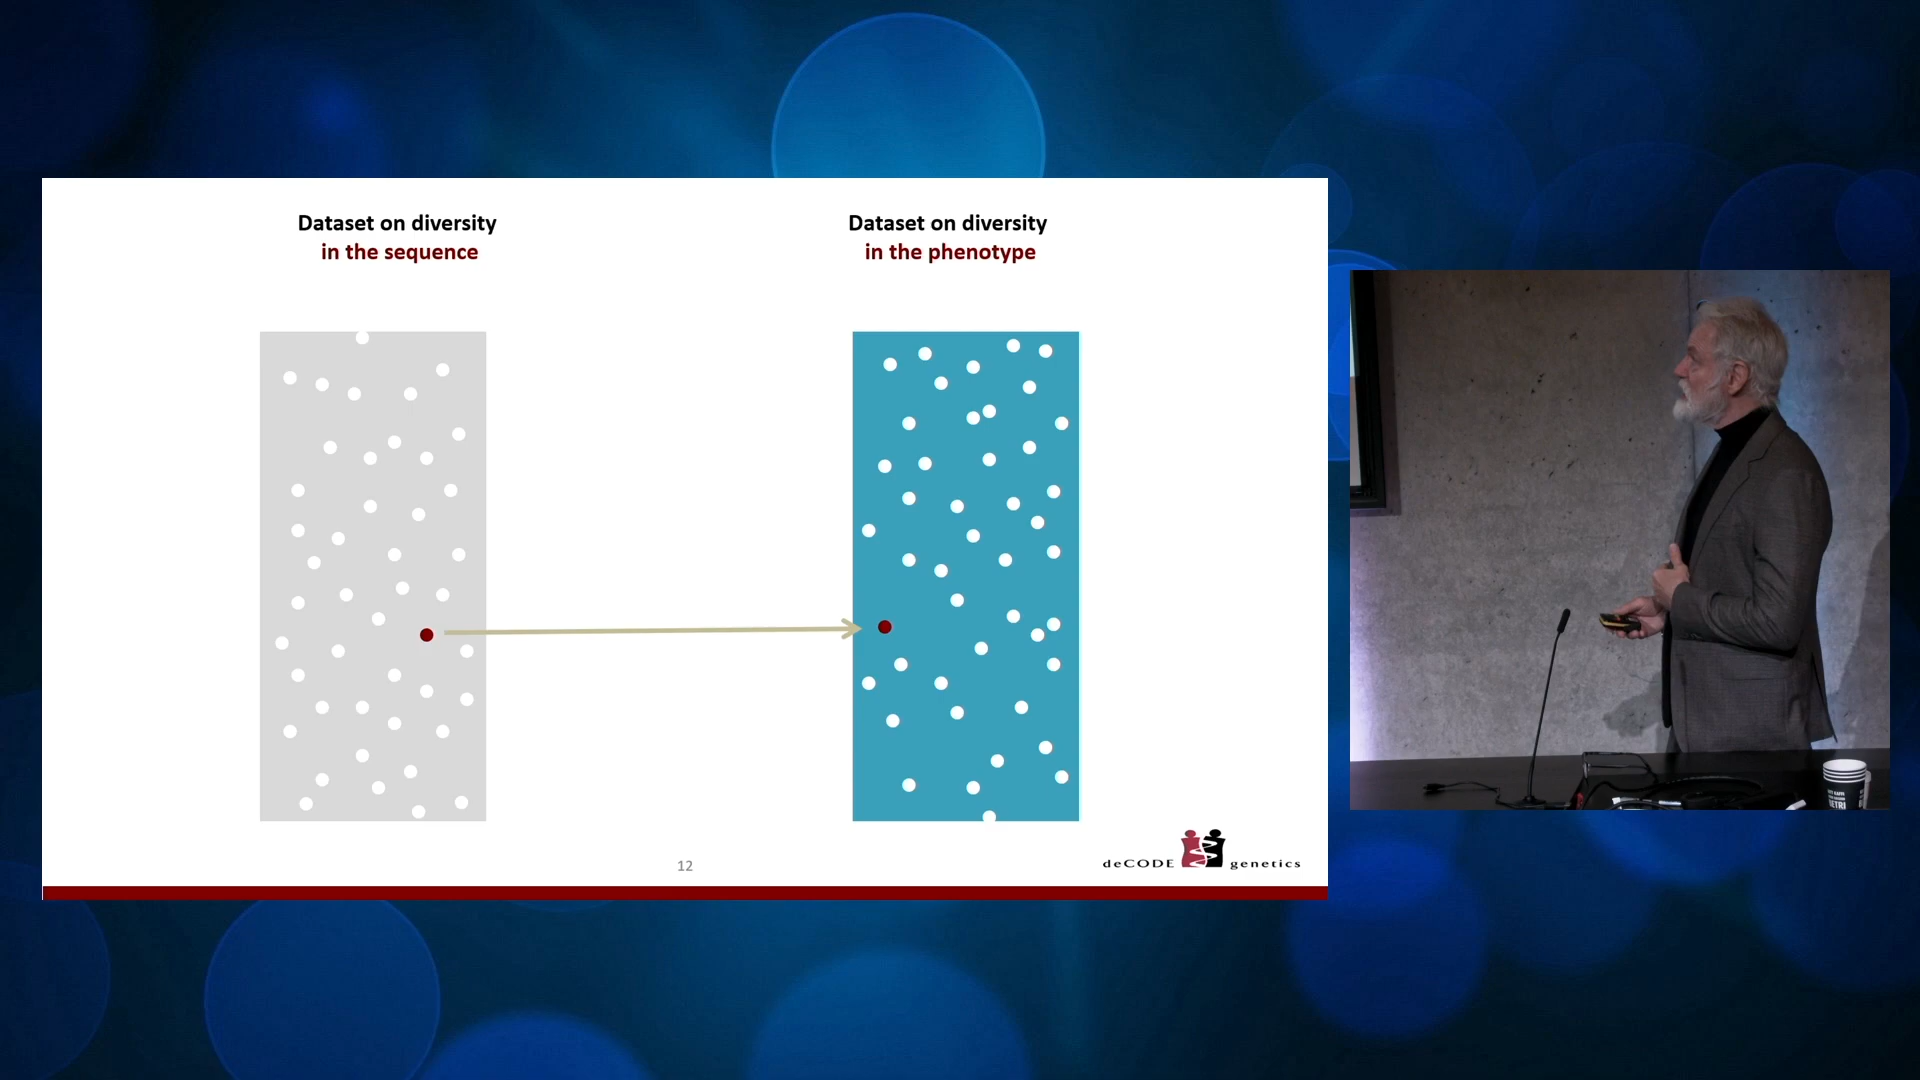 Dataset on diversity
in the sequence
Dataset on diversity
in the phenotype
12
deCODE genetics